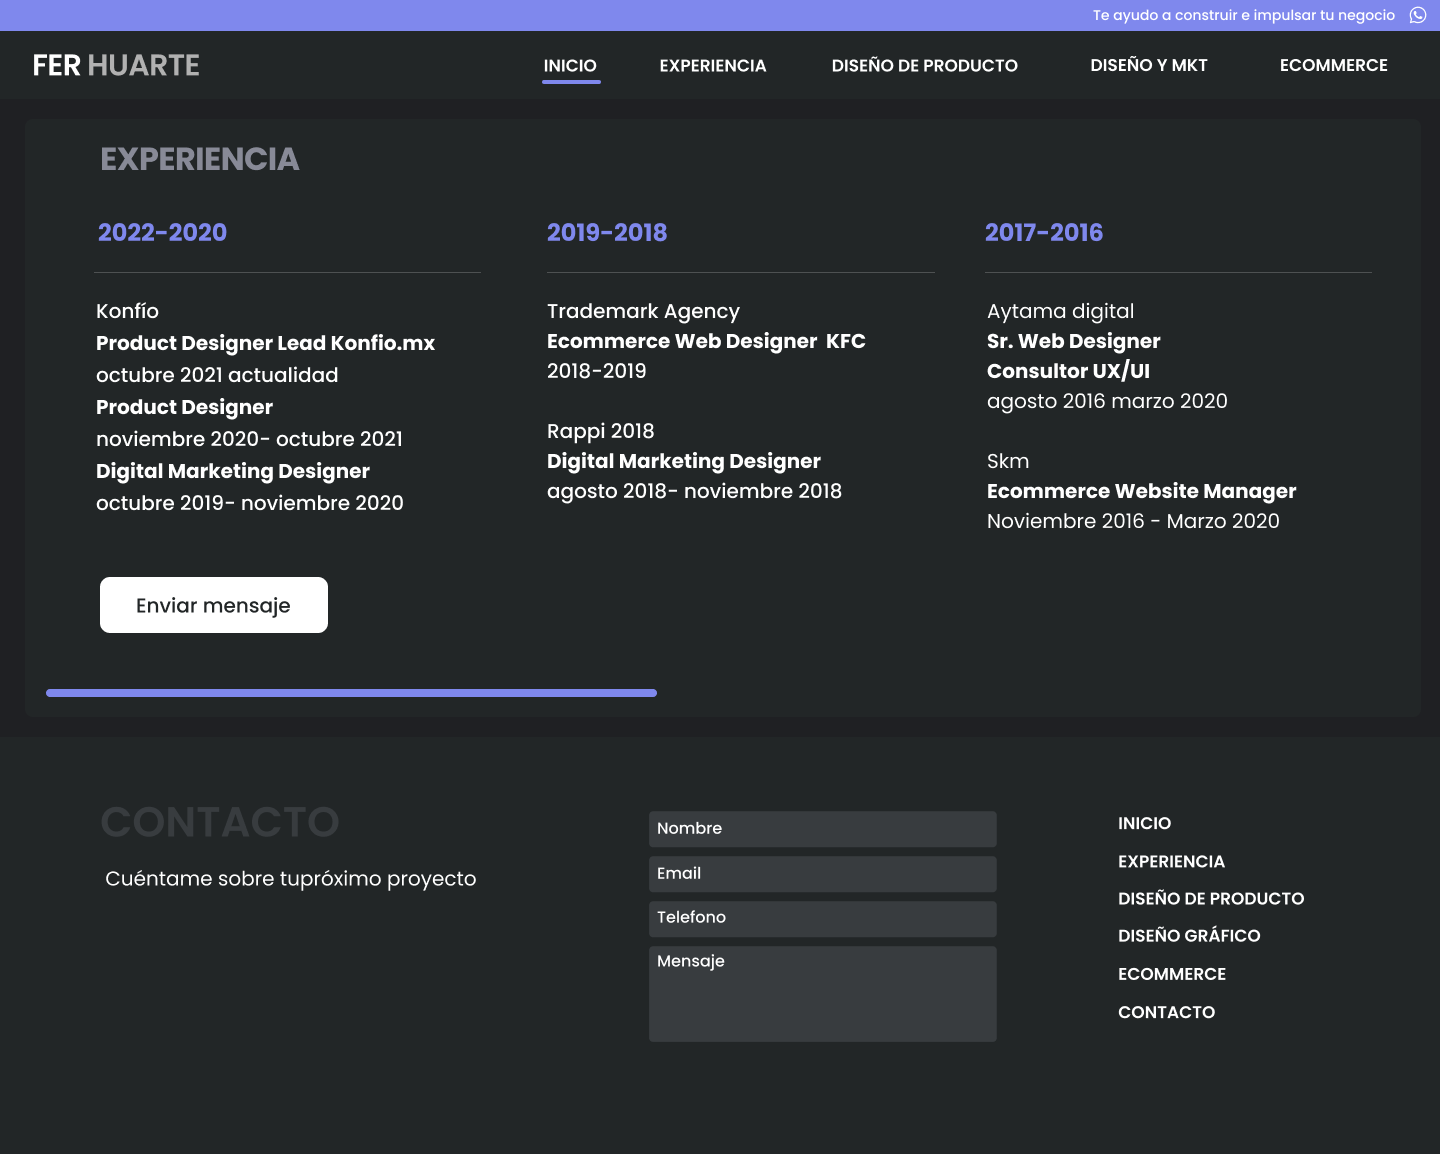 Te ayudo a construir e impulsar tu negocio
FER HUARTE
INICIO EXPERIENCIA DISEÑO DE PRODUCTO DISEÑO Y MKT ECOMMERCE
EXPERIENCIA
2022-2020
Konfío
Product Designer Lead Konfio.mx
octubre 2021 actualidad
Product Designer
noviembre 2020- octubre 2021
Digital Marketing Designer
octubre 2019- noviembre 2020
2019-2018
Trademark Agency
Ecommerce Web Designer  KFC
2018-2019
Rappi 2018
Digital Marketing Designer
agosto 2018- noviembre 2018
2017-2016
Aytama digital
Sr. Web Designer
Consultor UX/UI
agosto 2016 marzo 2020
Skm
Ecommerce Website Manager
Noviembre 2016 - Marzo 2020
Enviar mensaje
CONTACTO
Cuéntame sobre tupróximo proyecto
Nombre
Email
Telefono
Mensaje
INICIO
EXPERIENCIA
DISEÑO DE PRODUCTO
DISEÑO GRÁFICO
ECOMMERCE
CONTACTO